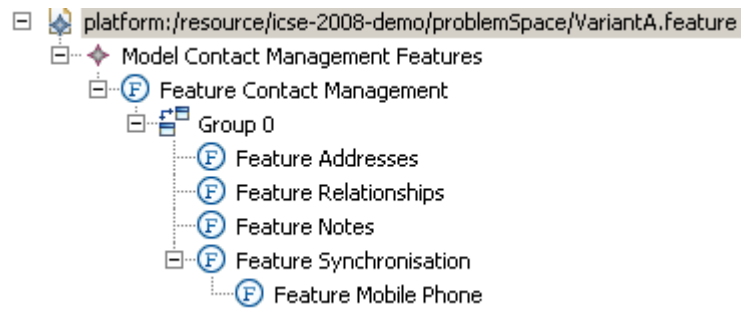 platform:/resource/icse-2008-demo/problemSpace/VariantA.feature
Model Contact Management Features
F Feature Contact Management
Group 0
F Feature Addresses
F Feature Relationships
F Feature Notes
F Feature Synchronisation
F Feature Mobile Phone